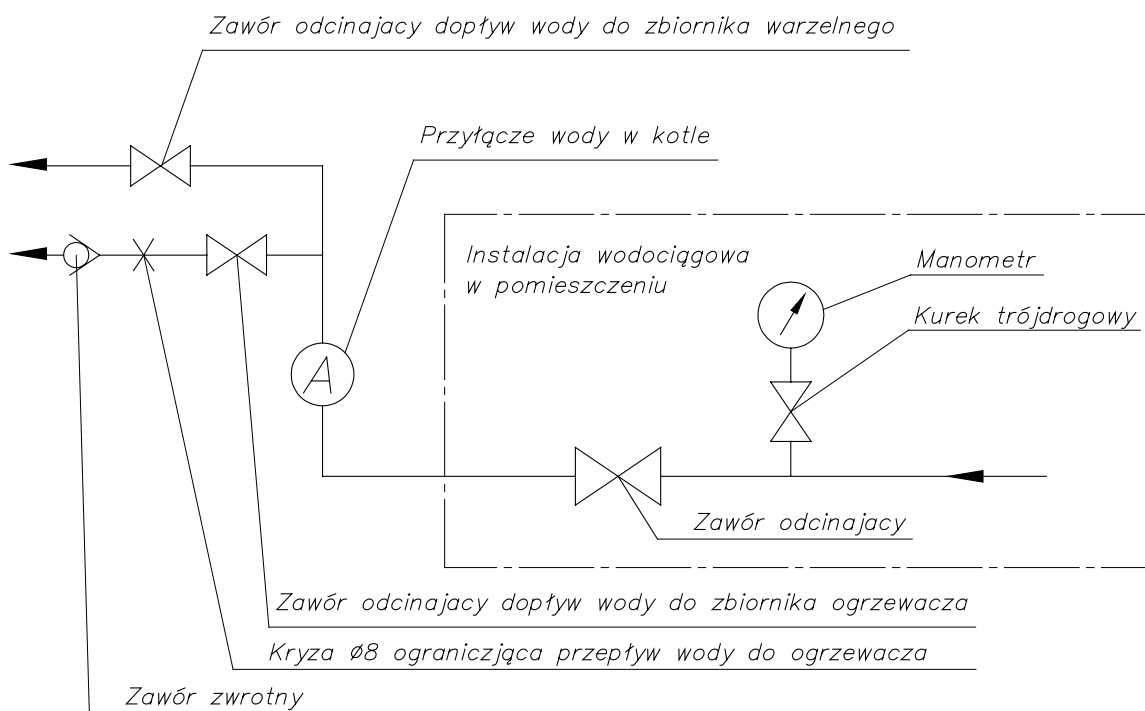 Zawór odcinajacy dopływ wody do zbiornika warzelnego
Przyłącze wody w kotle
Instalacja wodociągowa
w pomieszczeniu
Manometr
Kurek trójdrogowy
A
Zawór odcinajacy
Zawór odcinajacy dopływ wody do zbiornika ogrzewacza
Kryza Ø8 ograniczjąca przepływ wody do ogrzewacza
Zawór zwrotny